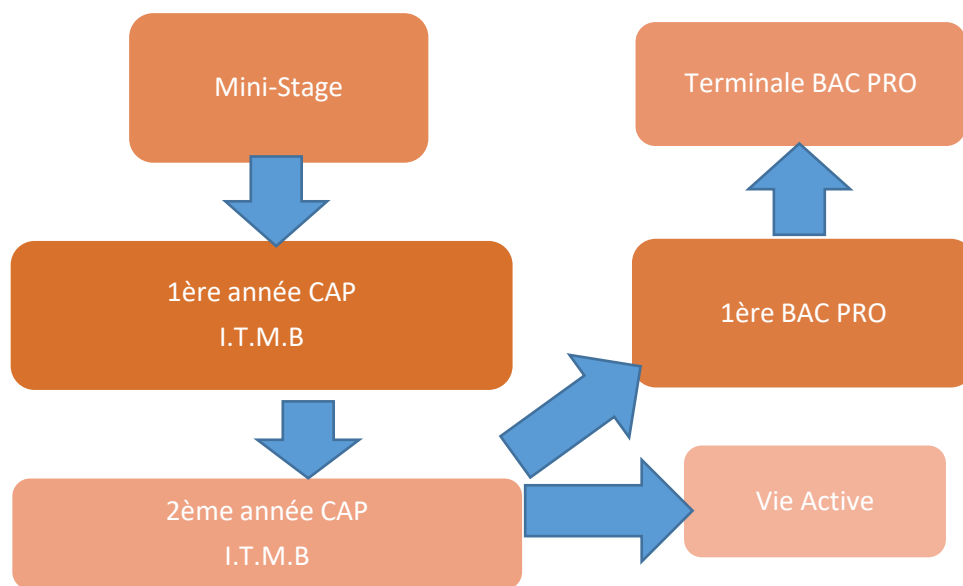 Mini-Stage
Terminale BAC PRO
1ère année CAP
I.T.M.B
1ère BAC PRO
2ème année CAP
I.T.M.B
Vie Active